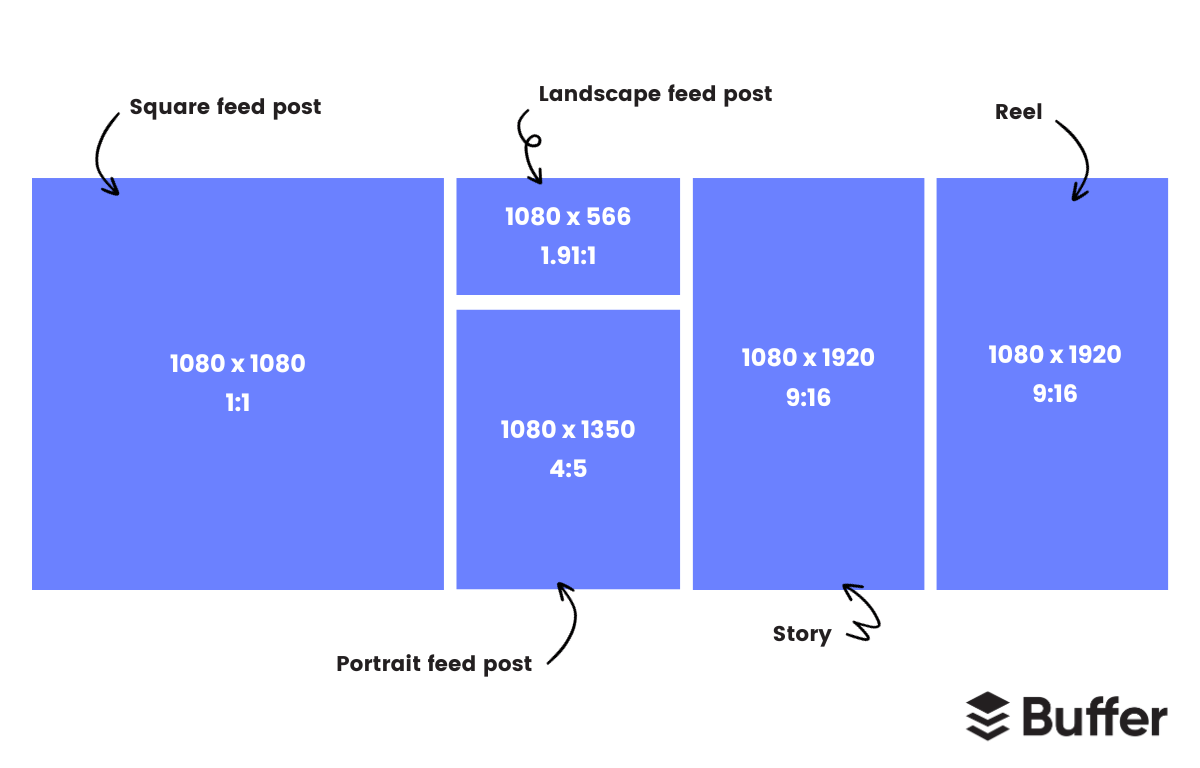 Square feed post
Landscape feed post
Reel
1080 x 1080
1:1
1080 x 566
1.91:1
1080 x 1350
4:5
1080 x 1920
9:16
1080 x 1920
9:16
Portrait feed post
Story
Buffer